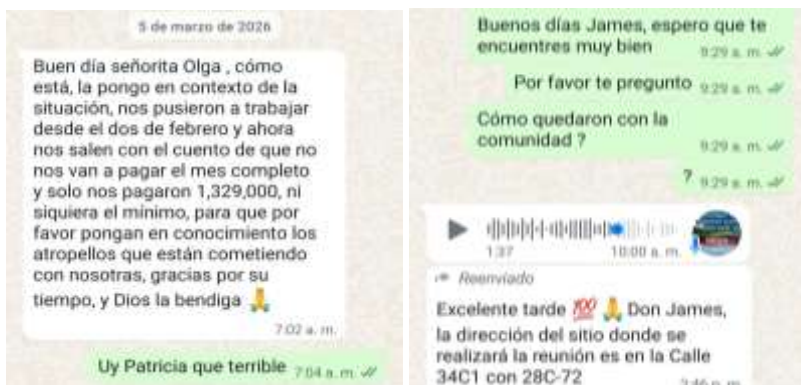 5 de marzo de 2026
Buen día señorita Olga , cómo
está, la pongo en contexto de la
situación, nos pusieron a trabajar
desde el dos de febrero y ahora
nos salen con el cuento de que no
nos van a pagar el mes completo
y solo nos pagaron 1,329,000, ni
siquiera el mínimo, para que por
favor pongan en conocimiento los
atropellos que están cometiendo
con nosotras, gracias por su
tiempo, y Dios la bendiga 🙏
7:02 a. m.
Uy Patricia que terrible 7:04 a. m.
Buenos días James, espero que te
encuentres muy bien 9:29 a. m.
Por favor te pregunto 9:29 a. m.
Cómo quedaron con la
comunidad ? 9:29 a. m.
? 9:29 a. m.
1:37 10:00 a. m.
Reenviado
Excelente tarde 💯 🙏 Don James,
la dirección del sitio donde se
realizará la reunión es en la Calle
34C1 con 28C-72 3:46 p. m.